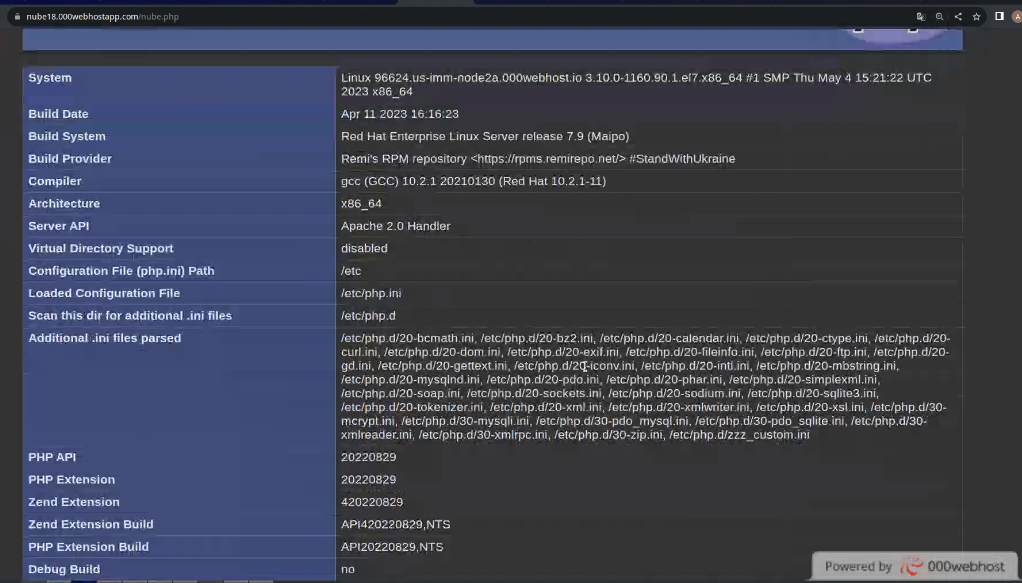 nube18.000webhostapp.com/nube.php
System
Linux 96624.us-imm-node2a.000webhost.io 3.10.0-1160.90.1.el7.x86_64 #1 SMP Thu May 4 15:21:22 UTC
2023 x86_64
Build Date
Apr 11 2023 16:16:23
Build System
Red Hat Enterprise Linux Server release 7.9 (Maipo)
Build Provider
Remi's RPM repository <https://rpms.remirepo.net/> #StandWithUkraine
Compiler
gcc (GCC) 10.2.1 20210130 (Red Hat 10.2.1-11)
Architecture
x86_64
Server API
Apache 2.0 Handler
Virtual Directory Support
disabled
Configuration File (php.ini) Path
/etc
Loaded Configuration File
/etc/php.ini
Scan this dir for additional .ini files
/etc/php.d
Additional .ini files parsed
/etc/php.d/20-bcmath.ini, /etc/php.d/20-bz2.ini, /etc/php.d/20-calendar.ini, /etc/php.d/20-ctype.ini, /etc/php.d/20-
curl.ini, /etc/php.d/20-dom.ini, /etc/php.d/20-exif.ini, /etc/php.d/20-fileinfo.ini, /etc/php.d/20-ftp.ini, /etc/php.d/20-
gd.ini, /etc/php.d/20-gettext.ini, /etc/php.d/20-iconv.ini, /etc/php.d/20-intl.ini, /etc/php.d/20-mbstring.ini,
/etc/php.d/20-mysqlnd.ini, /etc/php.d/20-pdo.ini, /etc/php.d/20-phar.ini, /etc/php.d/20-simplexml.ini,
/etc/php.d/20-soap.ini, /etc/php.d/20-sockets.ini, /etc/php.d/20-sodium.ini, /etc/php.d/20-sqlite3.ini,
/etc/php.d/20-tokenizer.ini, /etc/php.d/20-xml.ini, /etc/php.d/20-xmlwriter.ini, /etc/php.d/20-xsl.ini, /etc/php.d/30-
mcrypt.ini, /etc/php.d/30-mysqli.ini, /etc/php.d/30-pdo_mysql.ini, /etc/php.d/30-pdo_sqlite.ini, /etc/php.d/30-
xmlreader.ini, /etc/php.d/30-xmlrpc.ini, /etc/php.d/30-zip.ini, /etc/php.d/zzz_custom.ini
PHP API
20220829
PHP Extension
20220829
Zend Extension
420220829
Zend Extension Build
API420220829,NTS
PHP Extension Build
API20220829,NTS
Debug Build
no
Powered by 000webhost